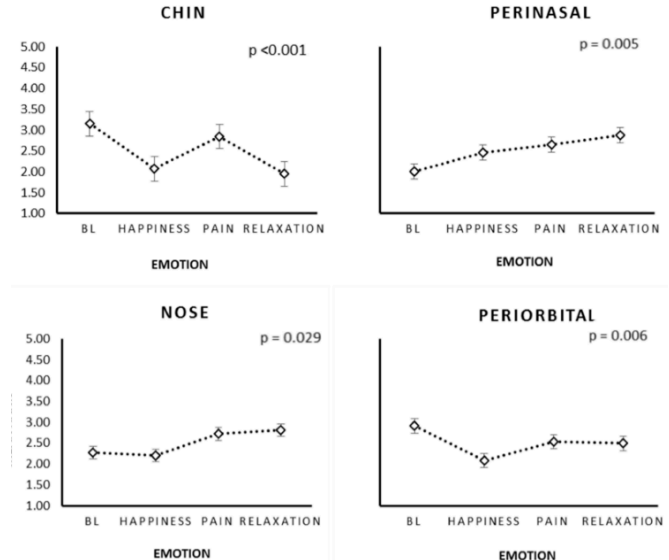 CHIN
p <0.001
5.00
4.50
4.00
3.50
3.00
2.50
2.00
1.50
1.00
BL HAPPINESS PAIN RELAXATION
EMOTION
PERINASAL
p = 0.005
BL HAPPINESS PAIN RELAXATION
EMOTION
NOSE
p = 0.029
5.00
4.50
4.00
3.50
3.00
2.50
2.00
1.50
1.00
BL HAPPINESS PAIN RELAXATION
EMOTION
PERIORBITAL
p = 0.006
BL HAPPINESS PAIN RELAXATION
EMOTION